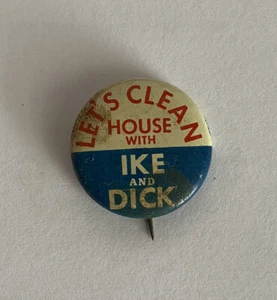 LET'S CLEAN
HOUSE
WITH
IKE
AND
DICK